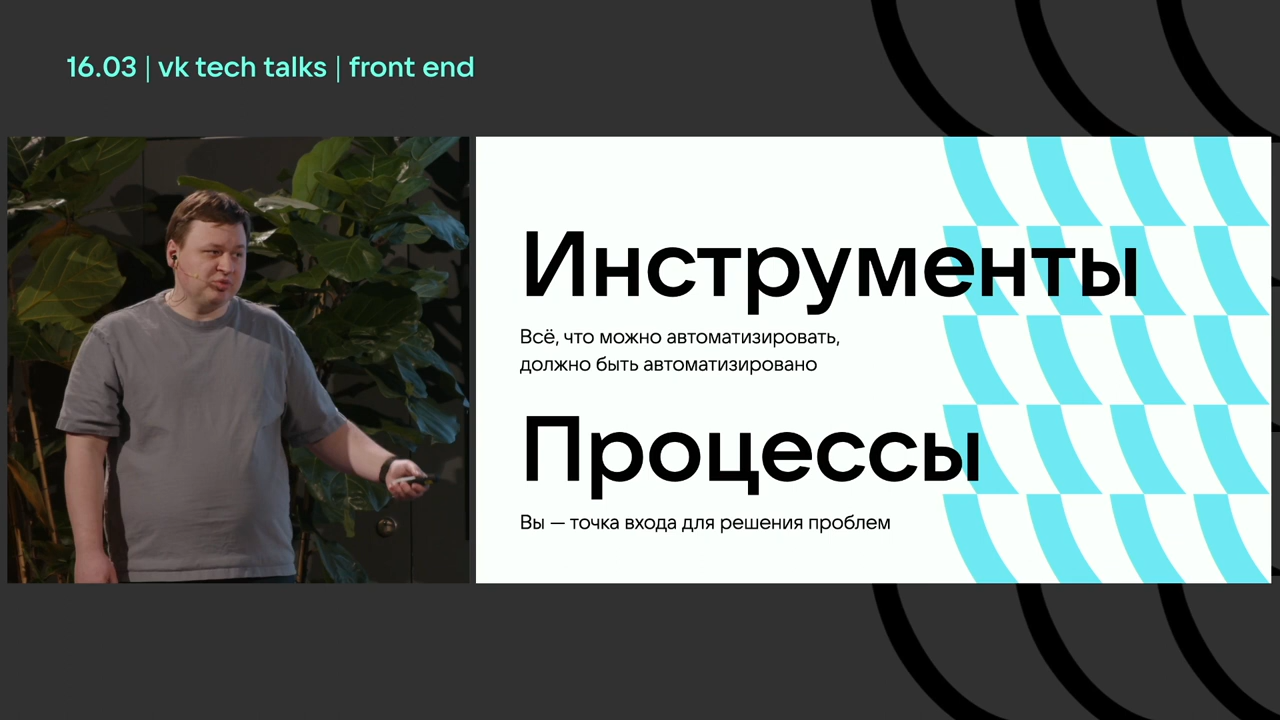 16.03 | vk tech talks | front end
Инструменты
Всё, что можно автоматизировать,
должно быть автоматизировано
Процессы
Вы — точка входа для решения проблем